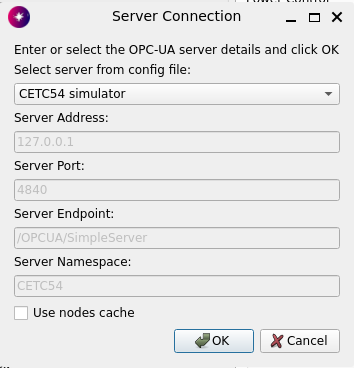 Server Connection
Enter or select the OPC-UA server details and click OK
Select server from config file:
CETC54 simulator
Server Address:
127.0.0.1
Server Port:
4840
Server Endpoint:
/OPCUA/SimpleServer
Server Namespace:
CETC54
Use nodes cache
OK
Cancel